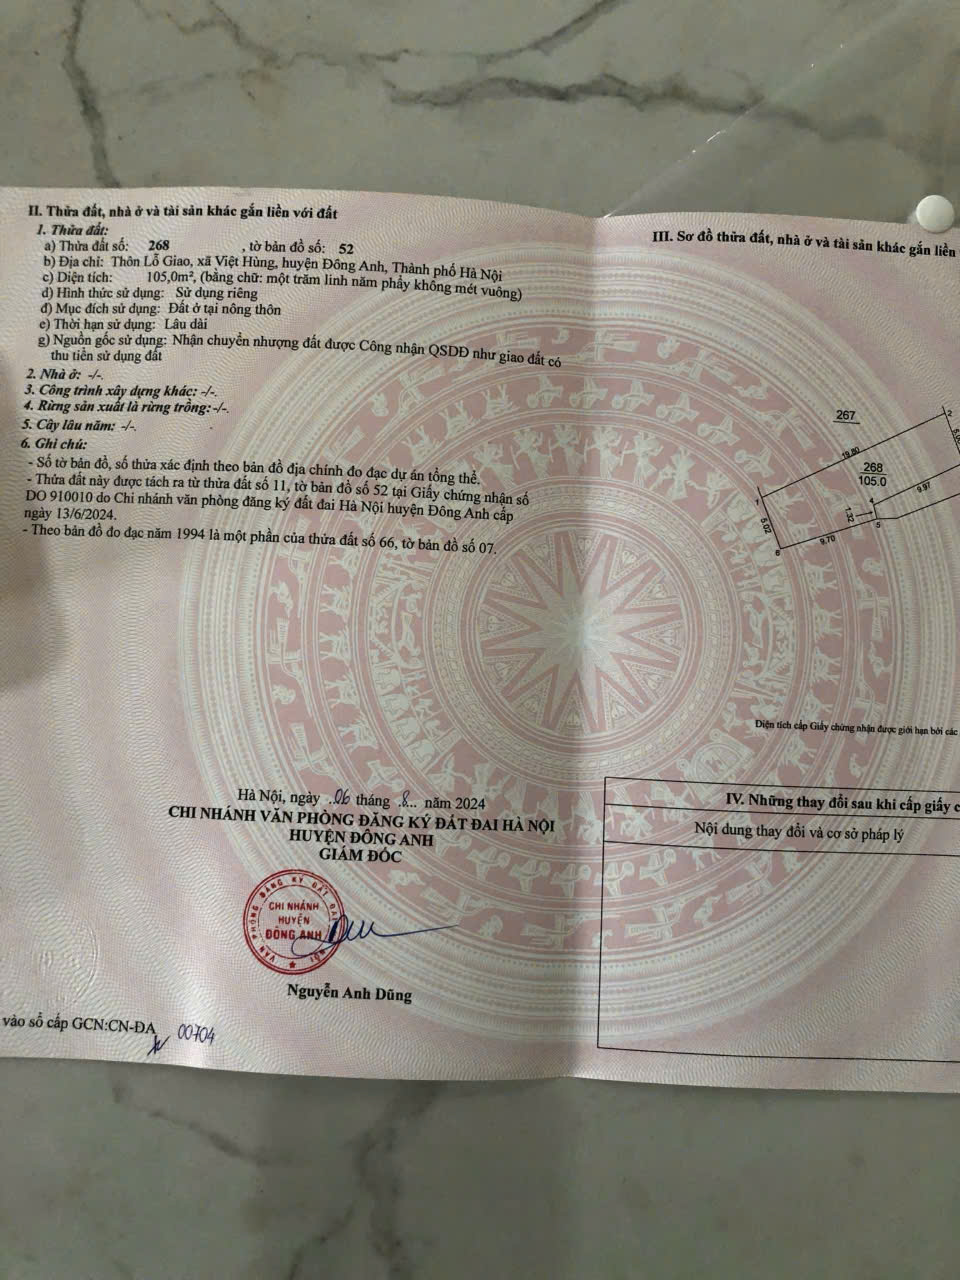 II. Thửa đất, nhà ở và tài sản khác gắn liền với đất
1. Thửa đất:
a) Thửa đất số: 268 , tờ bản đồ số: 52
b) Địa chỉ: Thôn Lỗ Giao, xã Việt Hùng, huyện Đông Anh, Thành phố Hà Nội
c) Diện tích: 105,0m², (bằng chữ: một trăm linh năm phẩy không mét vuông)
d) Hình thức sử dụng: Sử dụng riêng
đ) Mục đích sử dụng: Đất ở tại nông thôn
e) Thời hạn sử dụng: Lâu dài
g) Nguồn gốc sử dụng: Nhận chuyển nhượng đất được Công nhận QSDĐ như giao đất có
thu tiền sử dụng đất
2. Nhà ở: -/-.
3. Công trình xây dựng khác: -/-.
4. Rừng sản xuất là rừng trồng: -/-.
5. Cây lâu năm: -/-.
6. Ghi chú:
- Số tờ bản đồ, số thửa xác định theo bản đồ địa chính đo đạc dự án tổng thể.
- Thửa đất này được tách ra từ thửa đất số 11, tờ bản đồ số 52 tại Giấy chứng nhận số
DO 910010 do Chi nhánh văn phòng đăng ký đất đai Hà Nội huyện Đông Anh cấp
ngày 13/6/2024.
- Theo bản đồ đo đạc năm 1994 là một phần của thửa đất số 66, tờ bản đồ số 07.
Hà Nội, ngày 06 tháng 8 năm 2024
CHI NHÁNH VĂN PHÒNG ĐĂNG KÝ ĐẤT ĐAI HÀ NỘI
HUYỆN ĐÔNG ANH
GIÁM ĐỐC
VĂN PHÒNG ĐĂNG KÝ ĐẤT ĐAI HÀ NỘI
CHI NHÁNH
HUYỆN
ĐÔNG ANH
Nguyễn Anh Dũng
vào sổ cấp GCN:CN-ĐA 00704
III. Sơ đồ thửa đất, nhà ở và tài sản khác gắn liền
267
2
19.80
268
105.0
9.97
1
4
1.32
5
5.02
9.70
6
Diện tích cấp Giấy chứng nhận được giới hạn bởi các
IV. Những thay đổi sau khi cấp giấy c
Nội dung thay đổi và cơ sở pháp lý